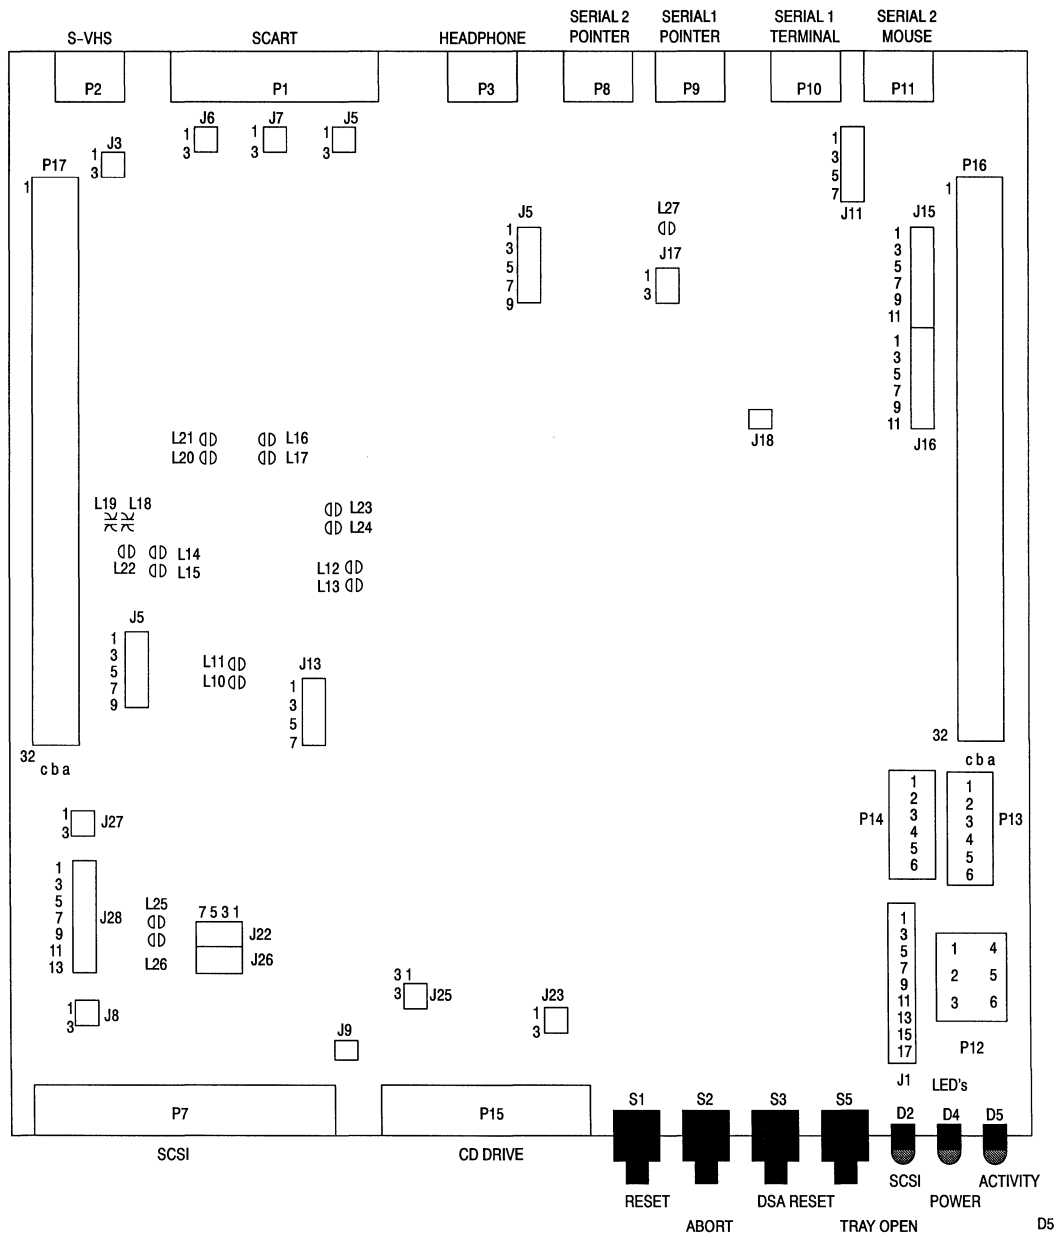 S-VHS
SCART
HEADPHONE
SERIAL 2
POINTER
SERIAL1
POINTER
SERIAL 1
TERMINAL
SERIAL 2
MOUSE
P2
P1
P3
P8
P9
P10
P11
J6
1
3
J7
1
3
J5
1
3
J3
1
3
1
3
5
7
J11
P17
1
P16
1
L27
J17
1
3
J5
1
3
5
7
9
J15
1
3
5
7
9
11
1
3
5
7
9
11
J16
J18
L21
L20
L16
L17
L19
L18
L23
L24
L22
L14
L15
L12
L13
J5
1
3
5
7
9
L11
L10
J13
1
3
5
7
32
c b a
32
c b a
P14
1
2
3
4
5
6
1
2
3
4
5
6
P13
1
3
J27
1
3
5
7
9
11
13
J28
L25
L26
7 5 3 1
J22
J26
1
3
5
7
9
11
13
15
17
J1
1 4
2 5
3 6
P12
1
3
J8
J9
3 1
3
J25
J23
1
3
LED's
P7
P15
S1
S2
S3
S5
D2
D4
D5
SCSI
CD DRIVE
RESET
ABORT
DSA RESET
TRAY OPEN
SCSI
POWER
ACTIVITY
D5